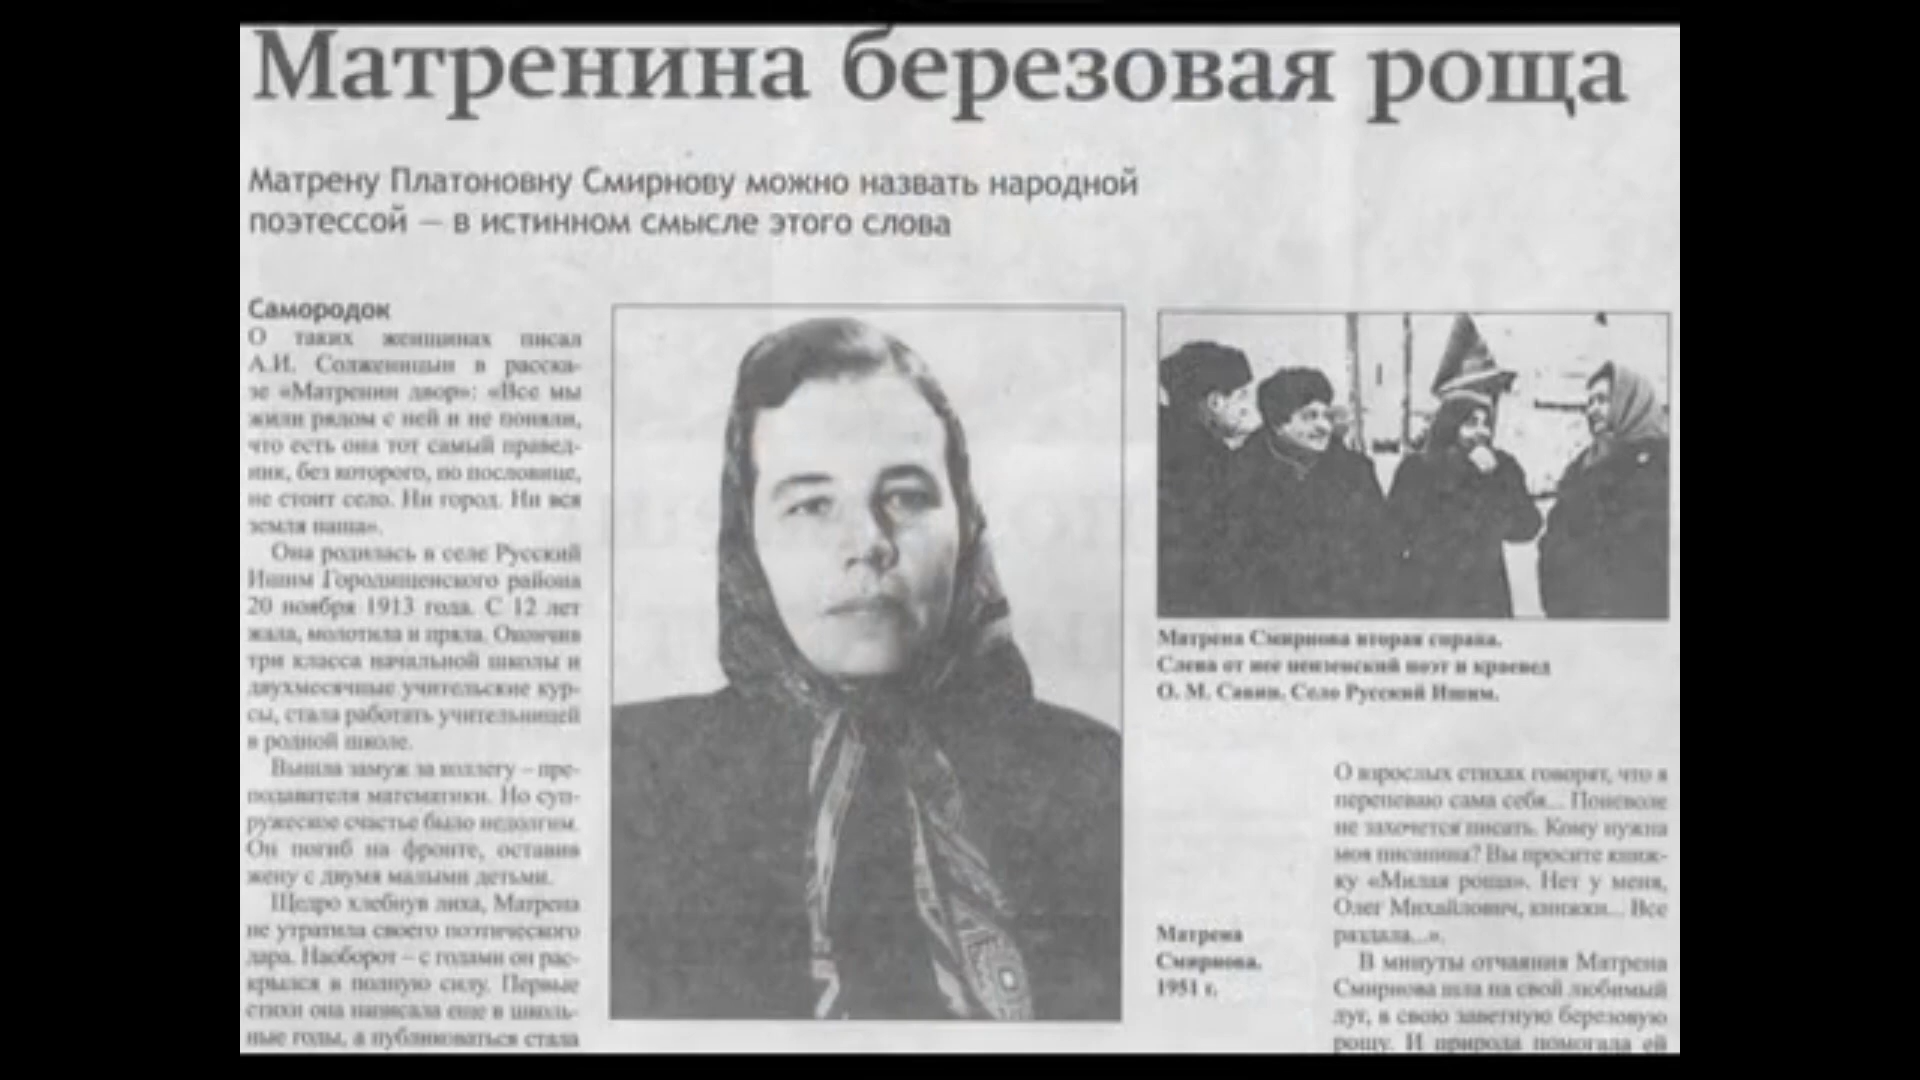 Матренина березовая роща
Матрену Платоновну Смирнову можно назвать народной
поэтессой — в истинном смысле этого слова
Самородок
О таких женщинах писал
А.И. Солженицын в расска-
зе «Матренин двор»: «Все мы
жили рядом с ней и не поняли,
что есть она тот самый правед-
ник, без которого, по пословице,
не стоит село. Ни город. Ни вся
земля наша».
Она родилась в селе Русский
Ишим Городищенского района
20 ноября 1913 года. С 12 лет
жала, молотила и пряла. Окончив
три класса начальной школы и
двухмесячные учительские кур-
сы, стала работать учительницей
в родной школе.
Вышла замуж за коллегу – пре-
подавателя математики. Но суп-
ружеское счастье было недолгим.
Он погиб на фронте, оставив
жену с двумя малыми детьми.
Щедро хлебнув лиха, Матрена
не утратила своего поэтического
дара. Наоборот – с годами он рас-
крылся в полную силу. Первые
стихи она написала еще в школь-
ные годы, а публиковаться стала
Матрена Смирнова вторая справа.
Слева от нее пензенский поэт и краевед
О. М. Савин. Село Русский Ишим.
Матрена
Смирнова.
1951 г.
О взрослых стихах говорят, что я
перепеваю сама себя... Поневоле
не захочется писать. Кому нужна
моя писанина? Вы просите книж-
ку «Милая роща». Нет у меня,
Олег Михайлович, книжки... Все
раздала...».
В минуты отчаяния Матрена
Смирнова шла на свой любимый
луг, в свою заветную березовую
рощу. И природа помогала ей